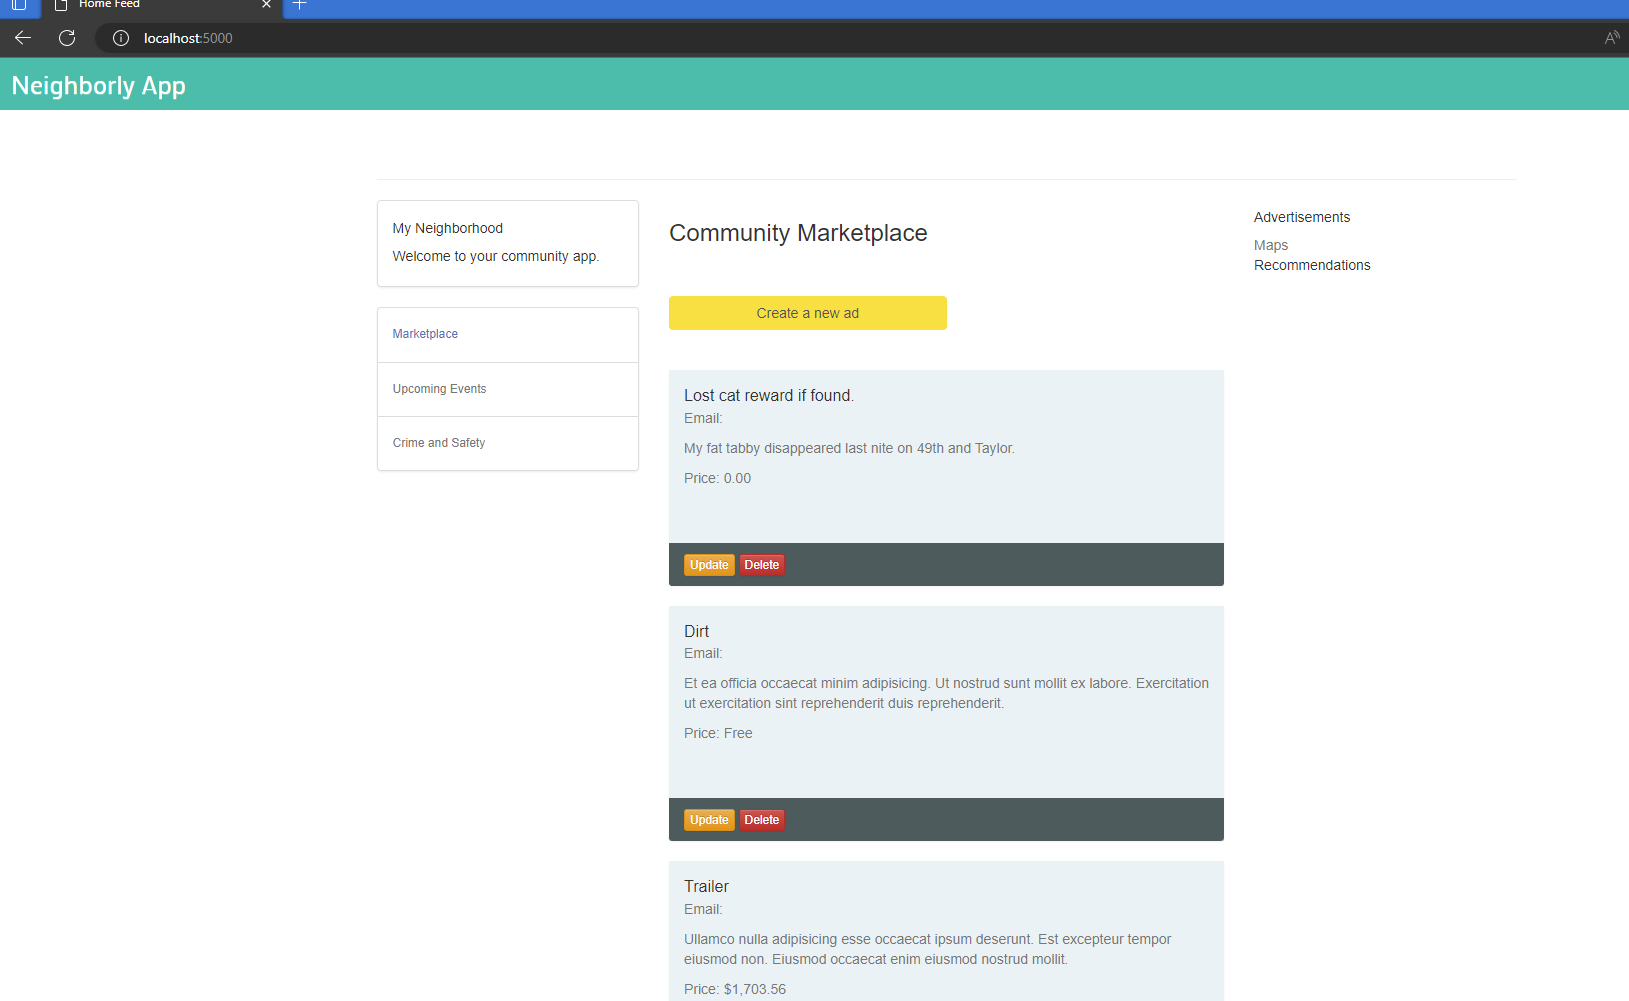 Home Feed
localhost:5000
Neighborly App
My Neighborhood
Welcome to your community app.
Marketplace
Upcoming Events
Crime and Safety
Community Marketplace
Create a new ad
Lost cat reward if found.
Email:
My fat tabby disappeared last nite on 49th and Taylor.
Price: 0.00
Update Delete
Dirt
Email:
Et ea officia occaecat minim adipisicing. Ut nostrud sunt mollit ex labore. Exercitation
ut exercitation sint reprehenderit duis reprehenderit.
Price: Free
Update Delete
Trailer
Email:
Ullamco nulla adipisicing esse occaecat ipsum deserunt. Est excepteur tempor
eiusmod non. Eiusmod occaecat enim eiusmod nostrud mollit.
Price: $1,703.56
Advertisements
Maps
Recommendations